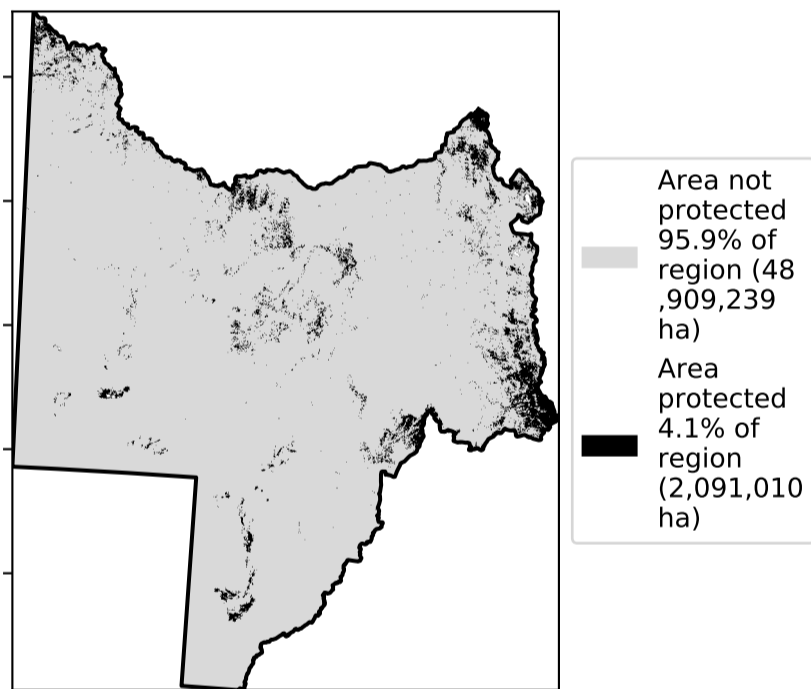 Area not
protected
95.9% of
region (48
,909,239
ha)
Area
protected
4.1% of
region
(2,091,010
ha)